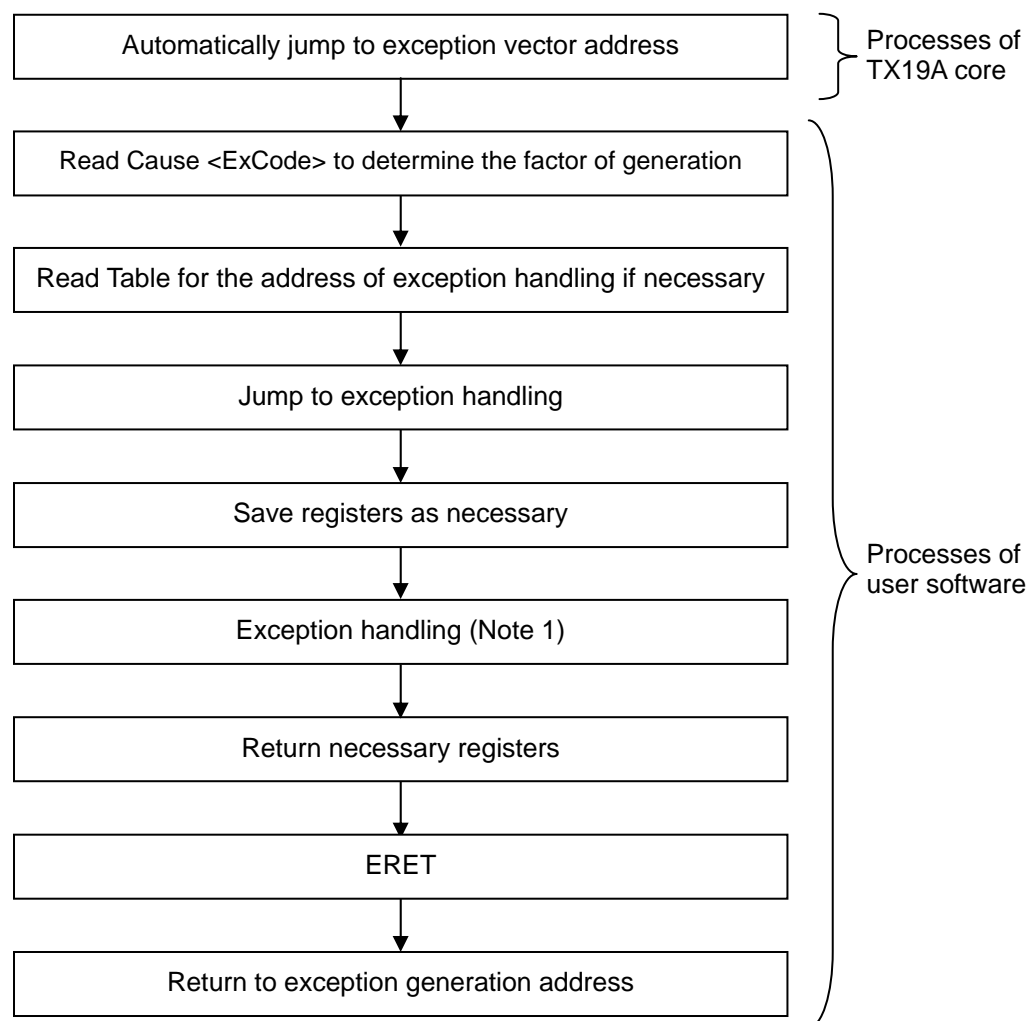 Automatically jump to exception vector address
Processes of
TX19A core
Read Cause <ExCode> to determine the factor of generation
Read Table for the address of exception handling if necessary
Jump to exception handling
Save registers as necessary
Processes of
user software
Exception handling (Note 1)
Return necessary registers
ERET
Return to exception generation address